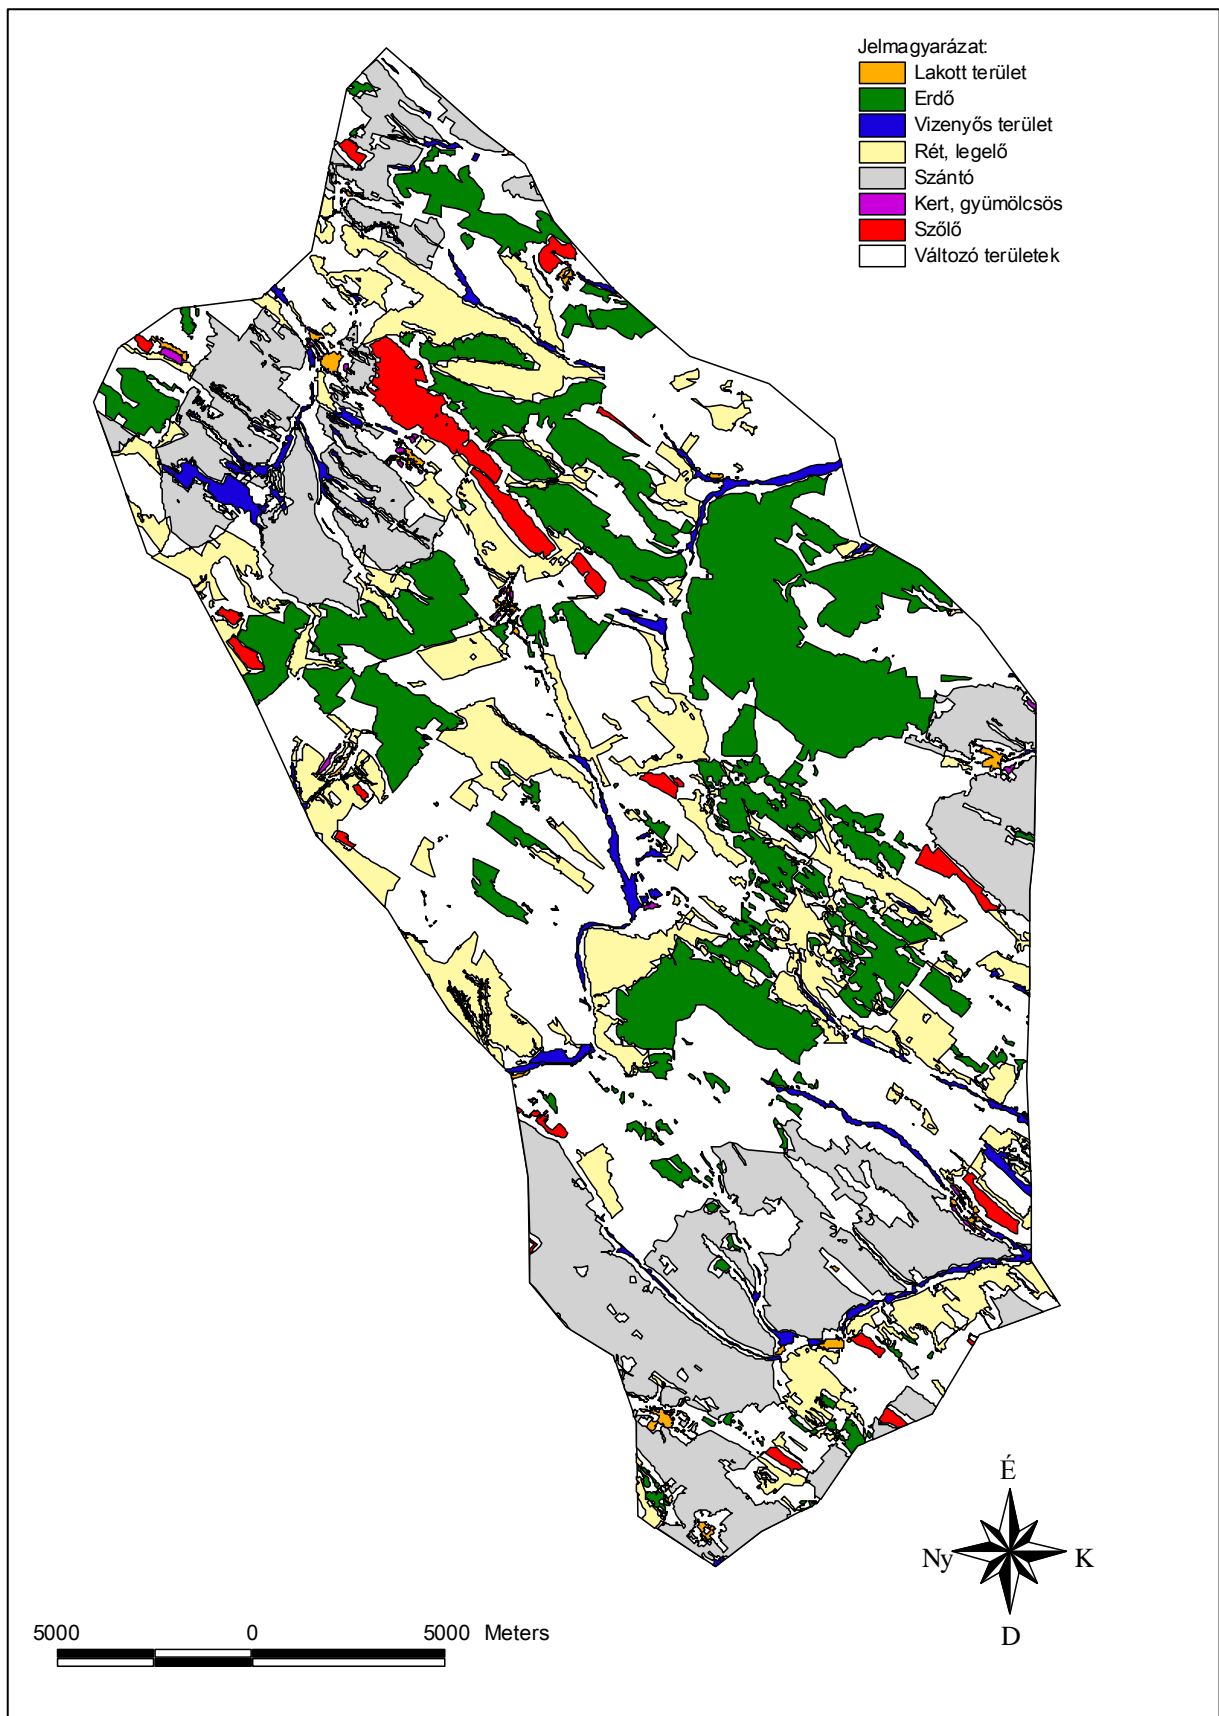 Jelmagyarázat:
Lakott terület
Erdő
Vizenyős terület
Rét, legelő
Szántó
Kert, gyümölcsös
Szőlő
Változó területek
É
Ny K
D
5000 0 5000 Meters